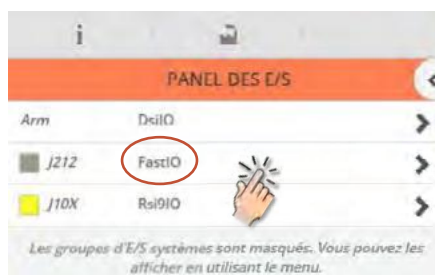 i
PANEL DES E/S
Arm DsiIO
J212 FastIO
J10X Rsi9IO
Les groupes d'E/S systèmes sont masqués. Vous pouvez les
afficher en utilisant le menu.